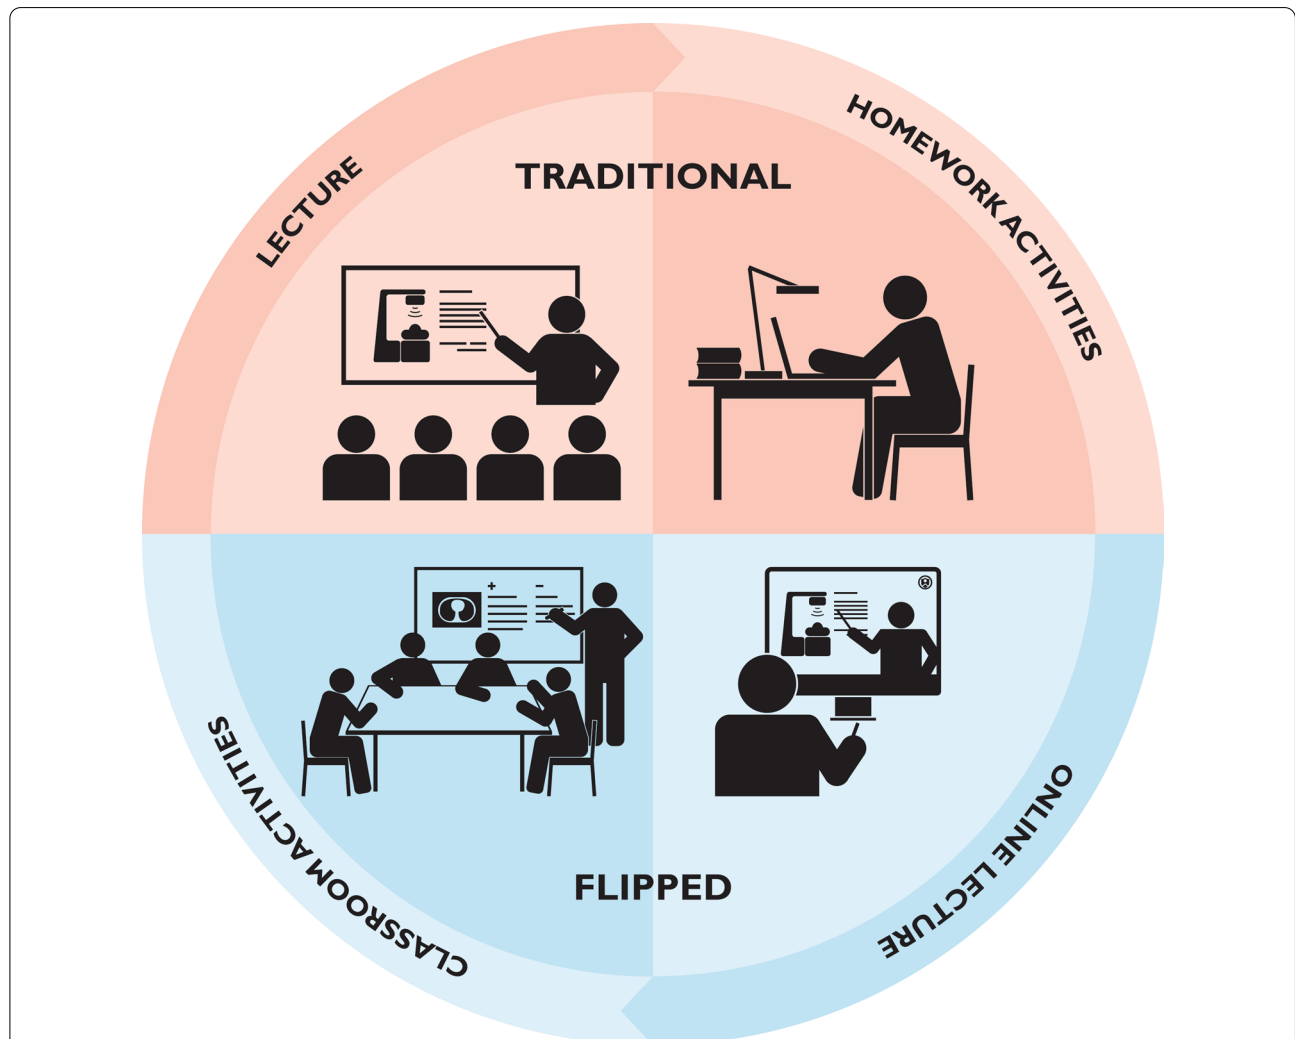 TRADITIONAL
LECTURE
HOMEWORK ACTIVITIES
+ −
CLASSROOM ACTIVITIES
ONLINE LECTURE
FLIPPED